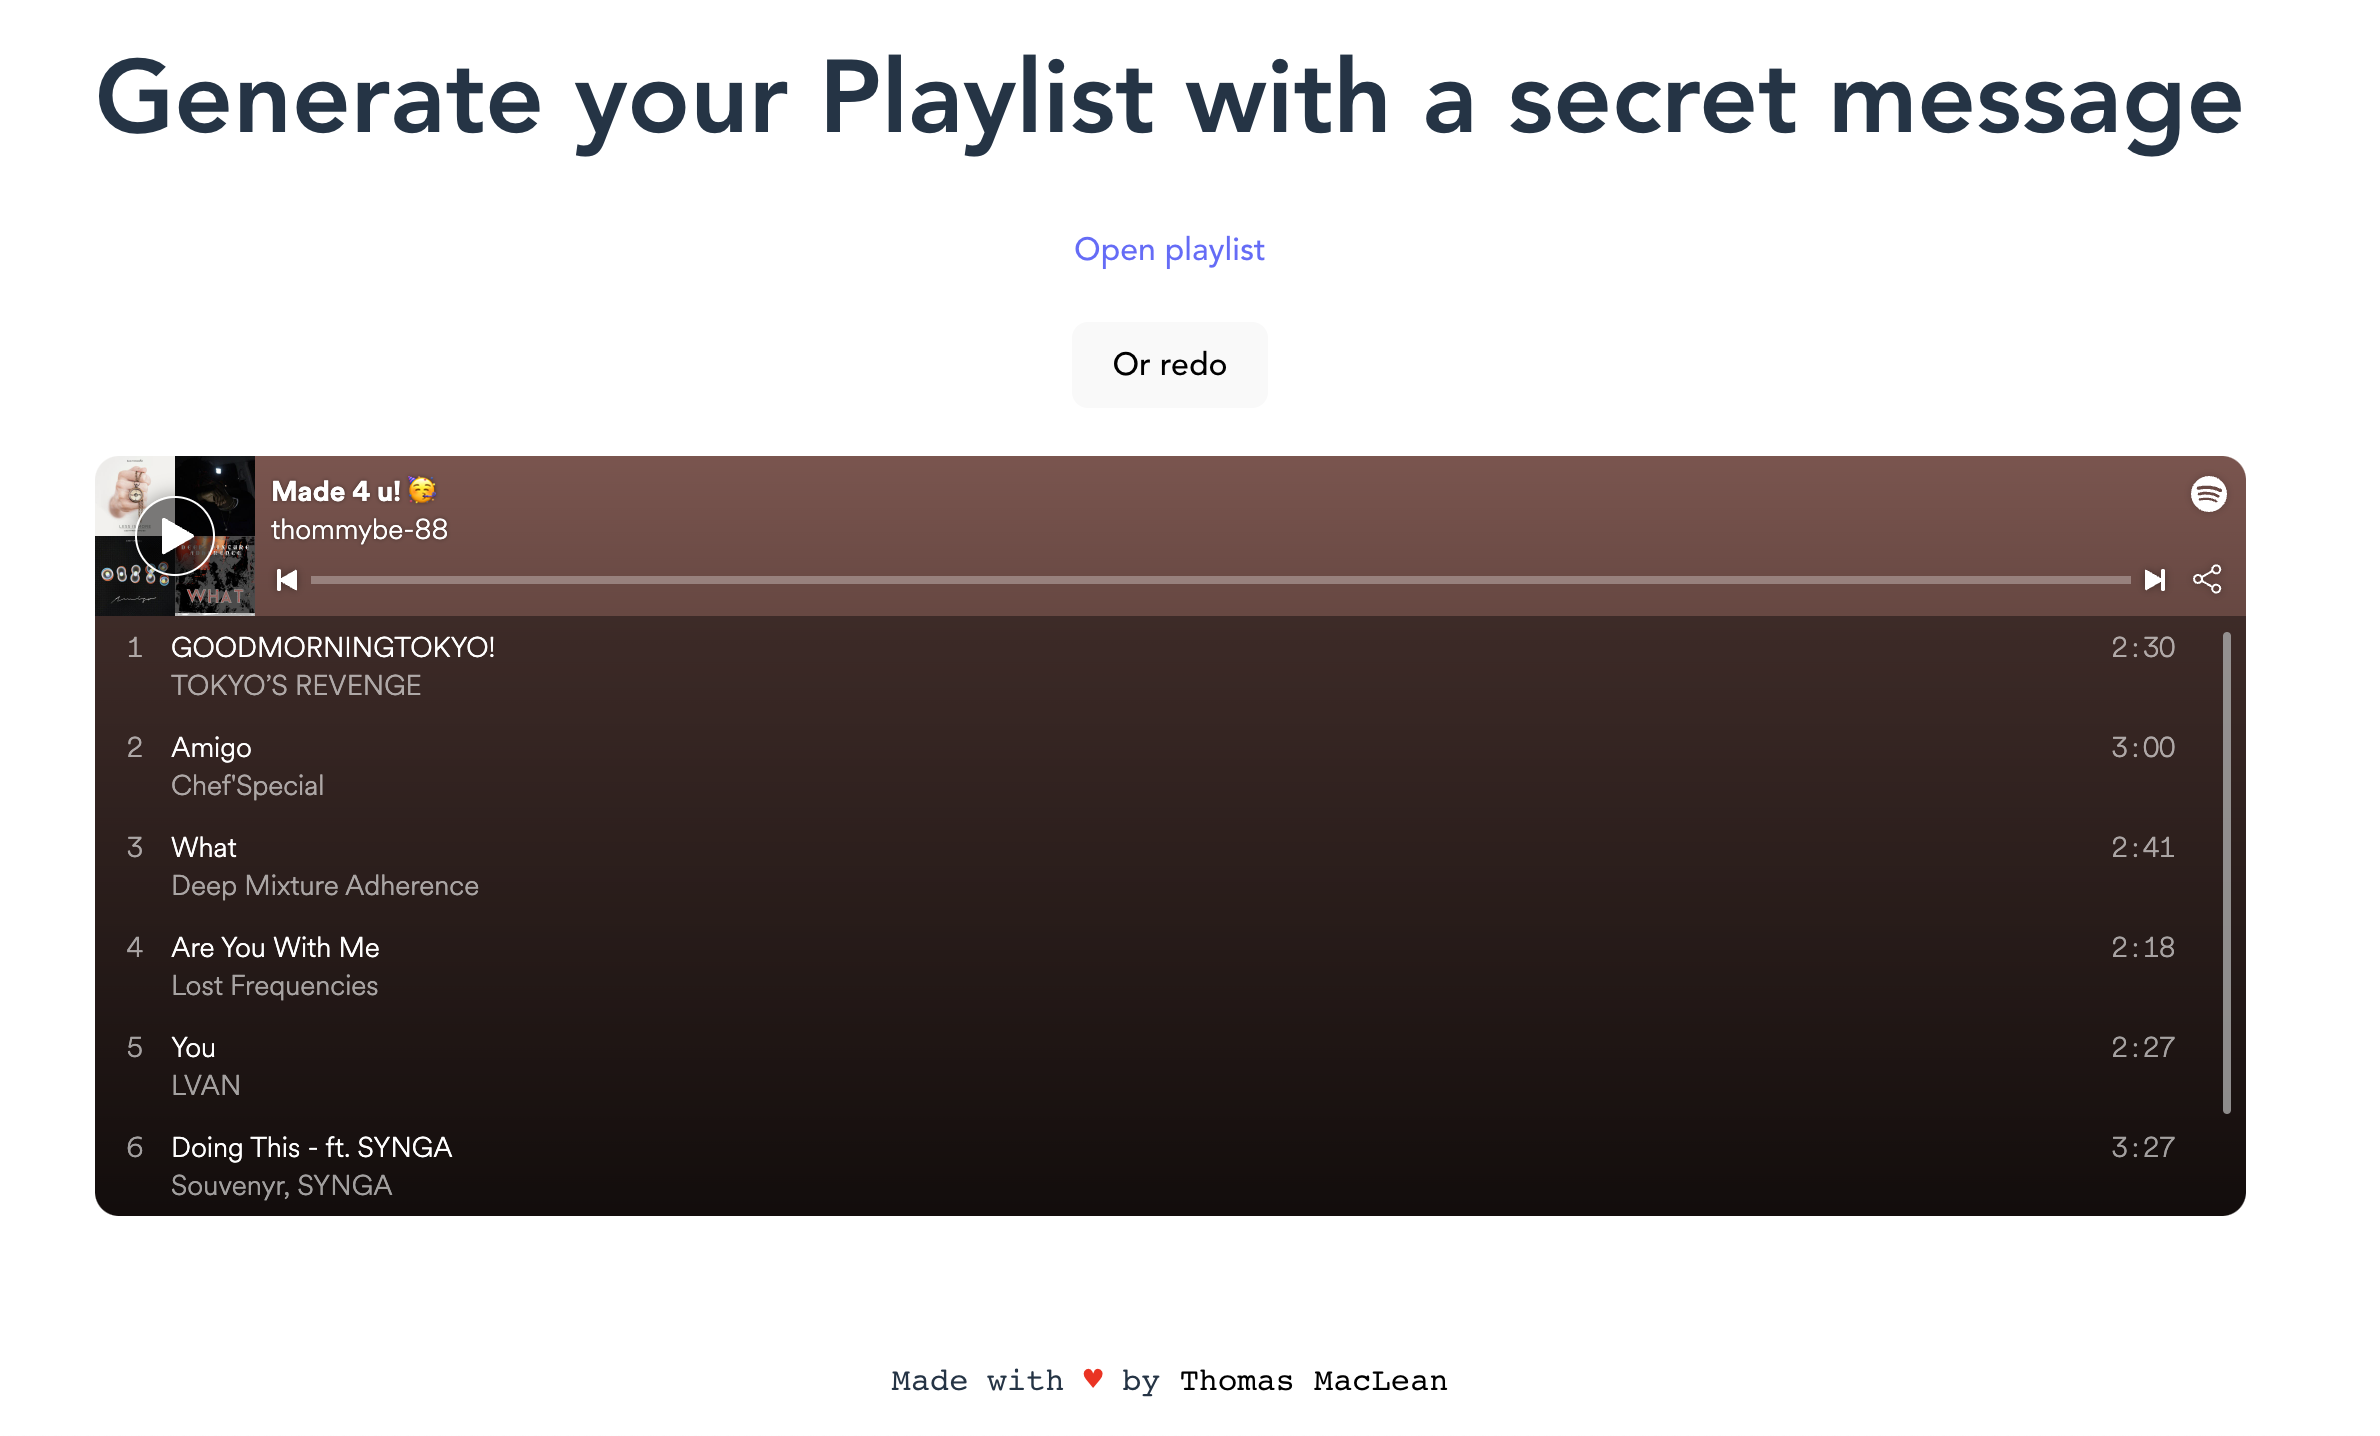 Generate your Playlist with a secret message
Open playlist
Or redo
Made 4 u! 🥳
thommybe-88
WHAT
1 GOODMORNINGTOKYO! 2:30
TOKYO’S REVENGE
2 Amigo 3:00
Chef'Special
3 What 2:41
Deep Mixture Adherence
4 Are You With Me 2:18
Lost Frequencies
5 You 2:27
LVAN
6 Doing This - ft. SYNGA 3:27
Souvenyr, SYNGA
Made with ♥ by Thomas MacLean